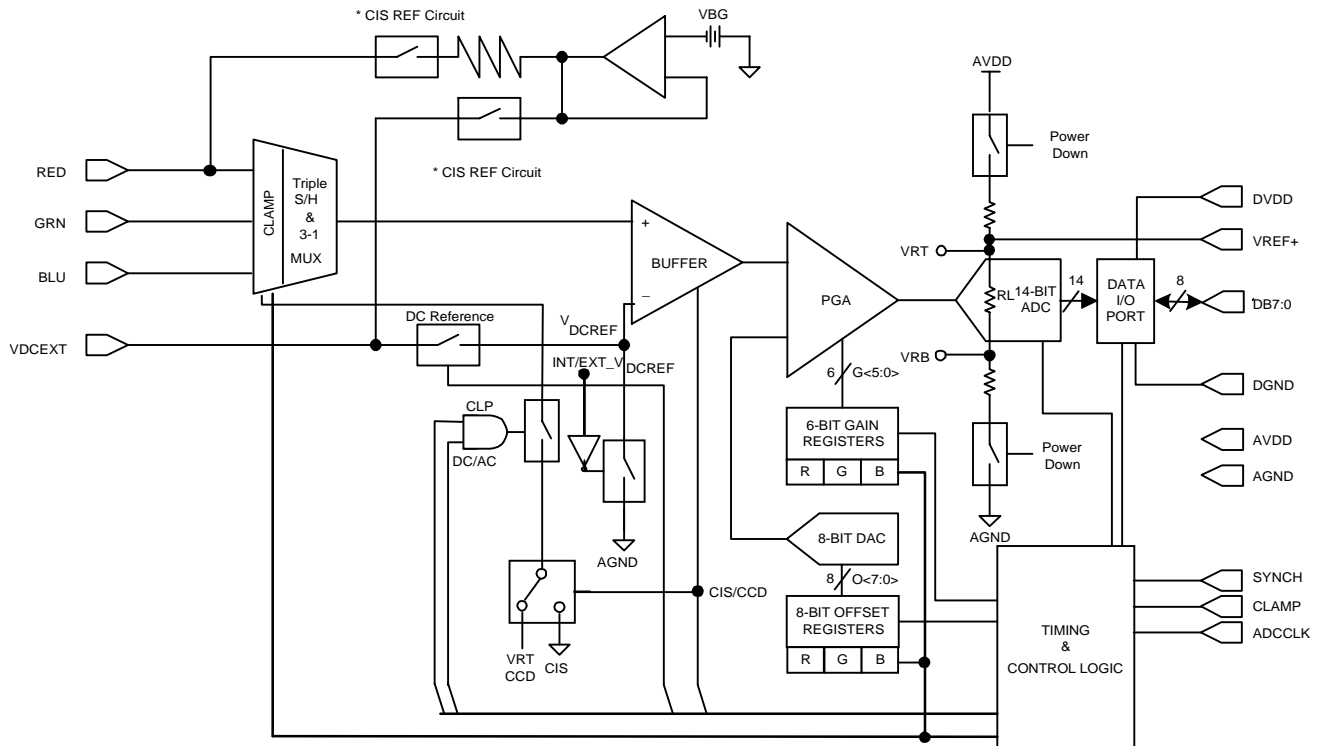 * CIS REF Circuit
VBG
AVDD
Power
Down
* CIS REF Circuit
RED
GRN
BLU
VDCEXT
CLAMP
Triple
S/H
&
3-1
MUX
+
BUFFER
–
DC Reference
VDCREF
INT/EXT_VDCREF
CLP
DC/AC
AGND
VRT
CCD
CIS
CIS/CCD
PGA
6
G<5:0>
6-BIT GAIN
REGISTERS
R G B
8-BIT DAC
8
O<7:0>
8-BIT OFFSET
REGISTERS
R G B
VRT
RL
14-BIT
ADC
VRB
14
DATA
I/O
PORT
8
Power
Down
AGND
TIMING
&
CONTROL LOGIC
DVDD
VREF+
DB7:0
DGND
AVDD
AGND
SYNCH
CLAMP
ADCCLK